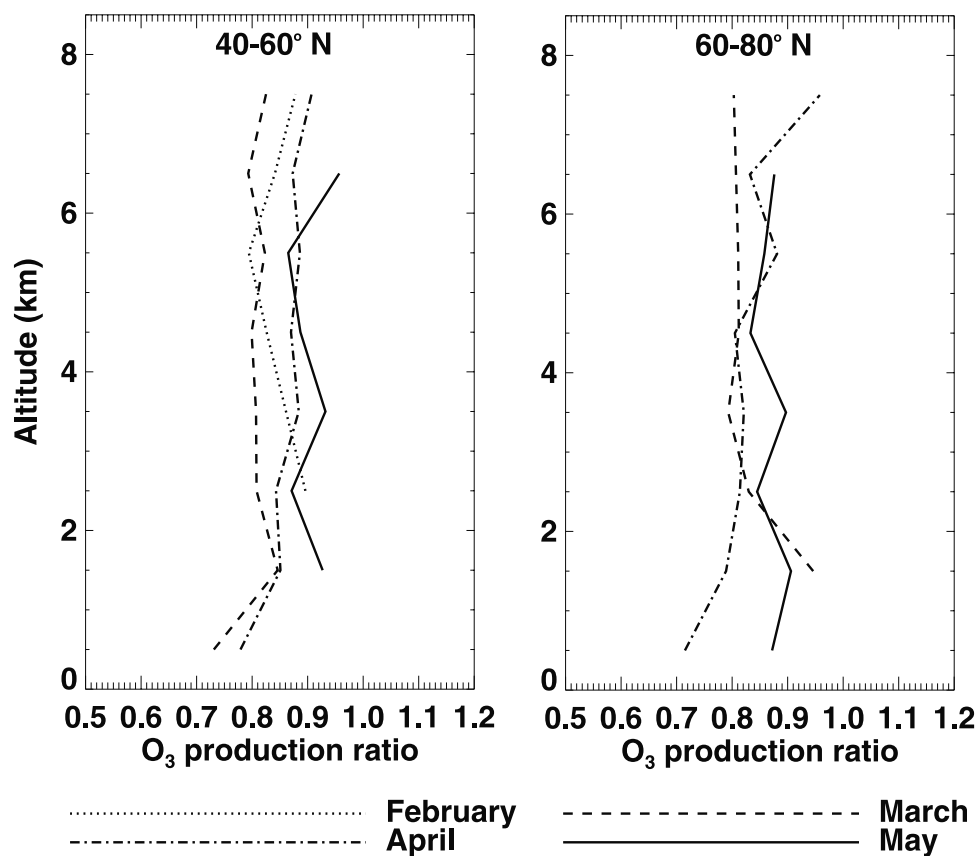 40-60° N
60-80° N
8
6
4
2
0
Altitude (km)
0.5 0.6 0.7 0.8 0.9 1.0 1.1 1.2
O₃ production ratio
8
6
4
2
0
0.5 0.6 0.7 0.8 0.9 1.0 1.1 1.2
O₃ production ratio
February
March
April
May